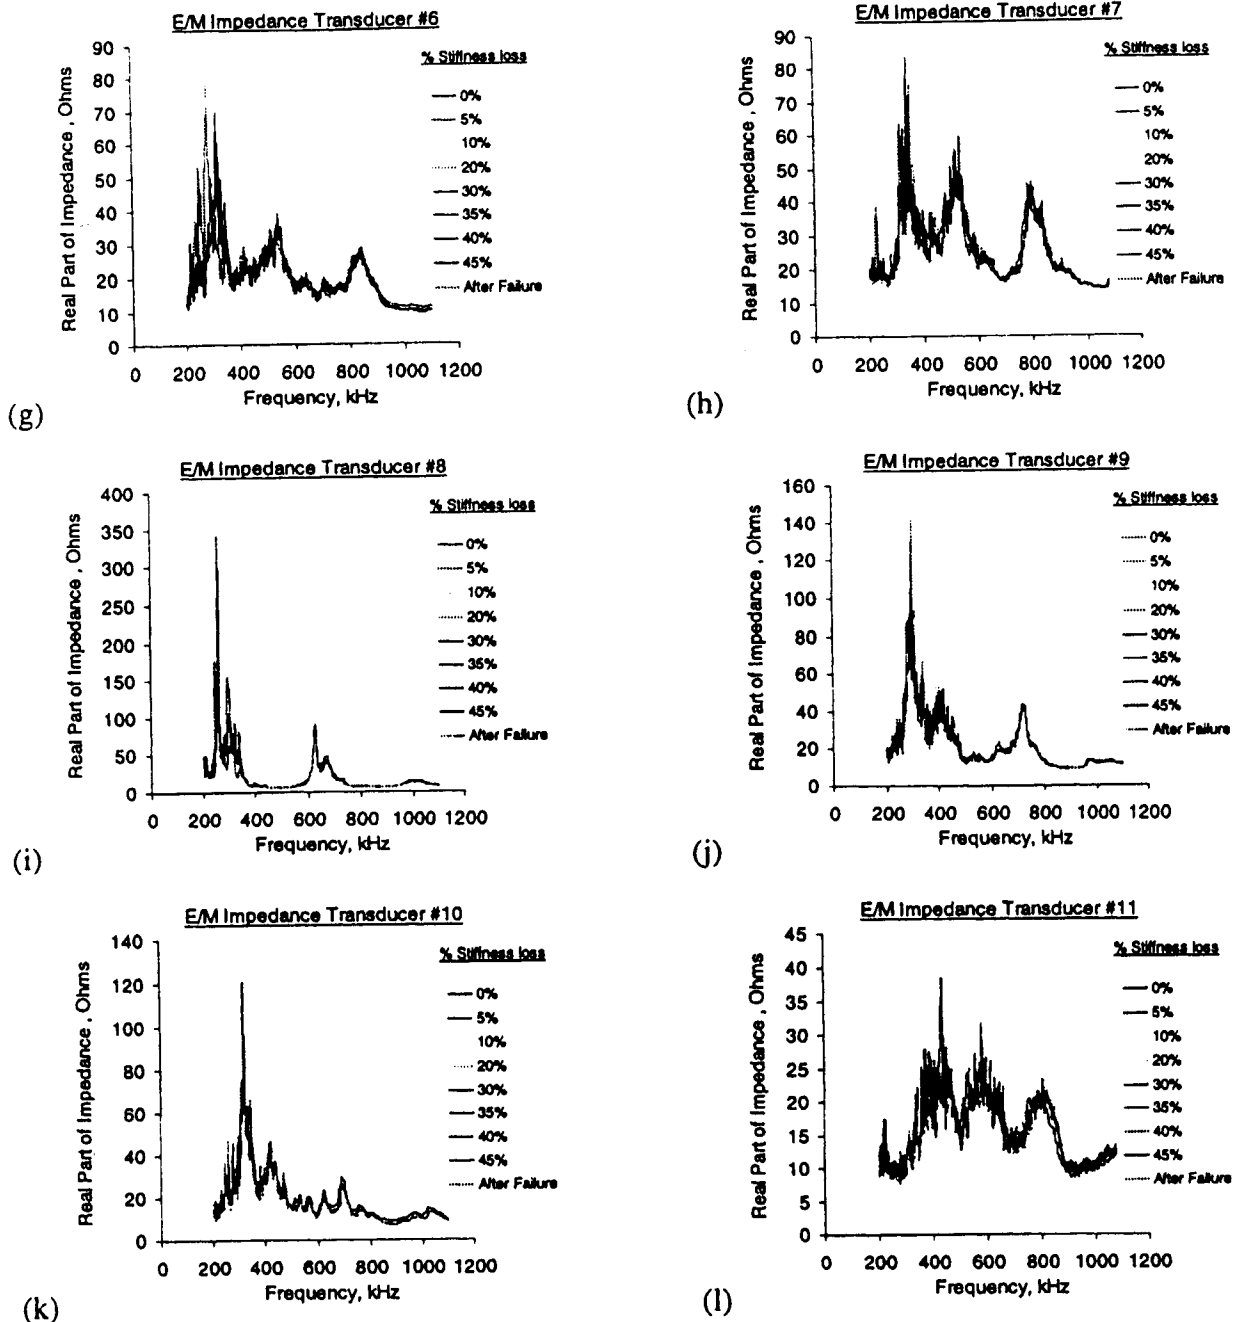 E/M Impedance Transducer #6
% Stiffness loss
90
80
70
60
50
40
30
20
10
0
Real Part of Impedance , Ohms
0%
5%
10%
20%
30%
35%
40%
45%
After Failure
0 200 400 600 800 1000 1200
Frequency, kHz
(g)
E/M Impedance Transducer #7
% Stiffness loss
90
80
70
60
50
40
30
20
10
0
Real Part of Impedance , Ohms
0%
5%
10%
20%
30%
35%
40%
45%
After Failure
0 200 400 600 800 1000 1200
Frequency, kHz
(h)
E/M Impedance Transducer #8
% Stiffness loss
400
350
300
250
200
150
100
50
0
Real Part of Impedance , Ohms
0%
5%
10%
20%
30%
35%
40%
45%
After Failure
0 200 400 600 800 1000 1200
Frequency, kHz
(i)
E/M Impedance Transducer #9
% Stiffness loss
160
140
120
100
80
60
40
20
0
Real Part of Impedance , Ohms
0%
5%
10%
20%
30%
35%
40%
45%
After Failure
0 200 400 600 800 1000 1200
Frequency, kHz
(j)
E/M Impedance Transducer #10
% Stiffness loss
140
120
100
80
60
40
20
0
Real Part of Impedance , Ohms
0%
5%
10%
20%
30%
35%
40%
45%
After Failure
0 200 400 600 800 1000 1200
Frequency, kHz
(k)
E/M Impedance Transducer #11
% Stiffness loss
45
40
35
30
25
20
15
10
5
0
Real Part of Impedance , Ohms
0%
5%
10%
20%
30%
35%
40%
45%
After Failure
0 200 400 600 800 1000 1200
Frequency, kHz
(l)